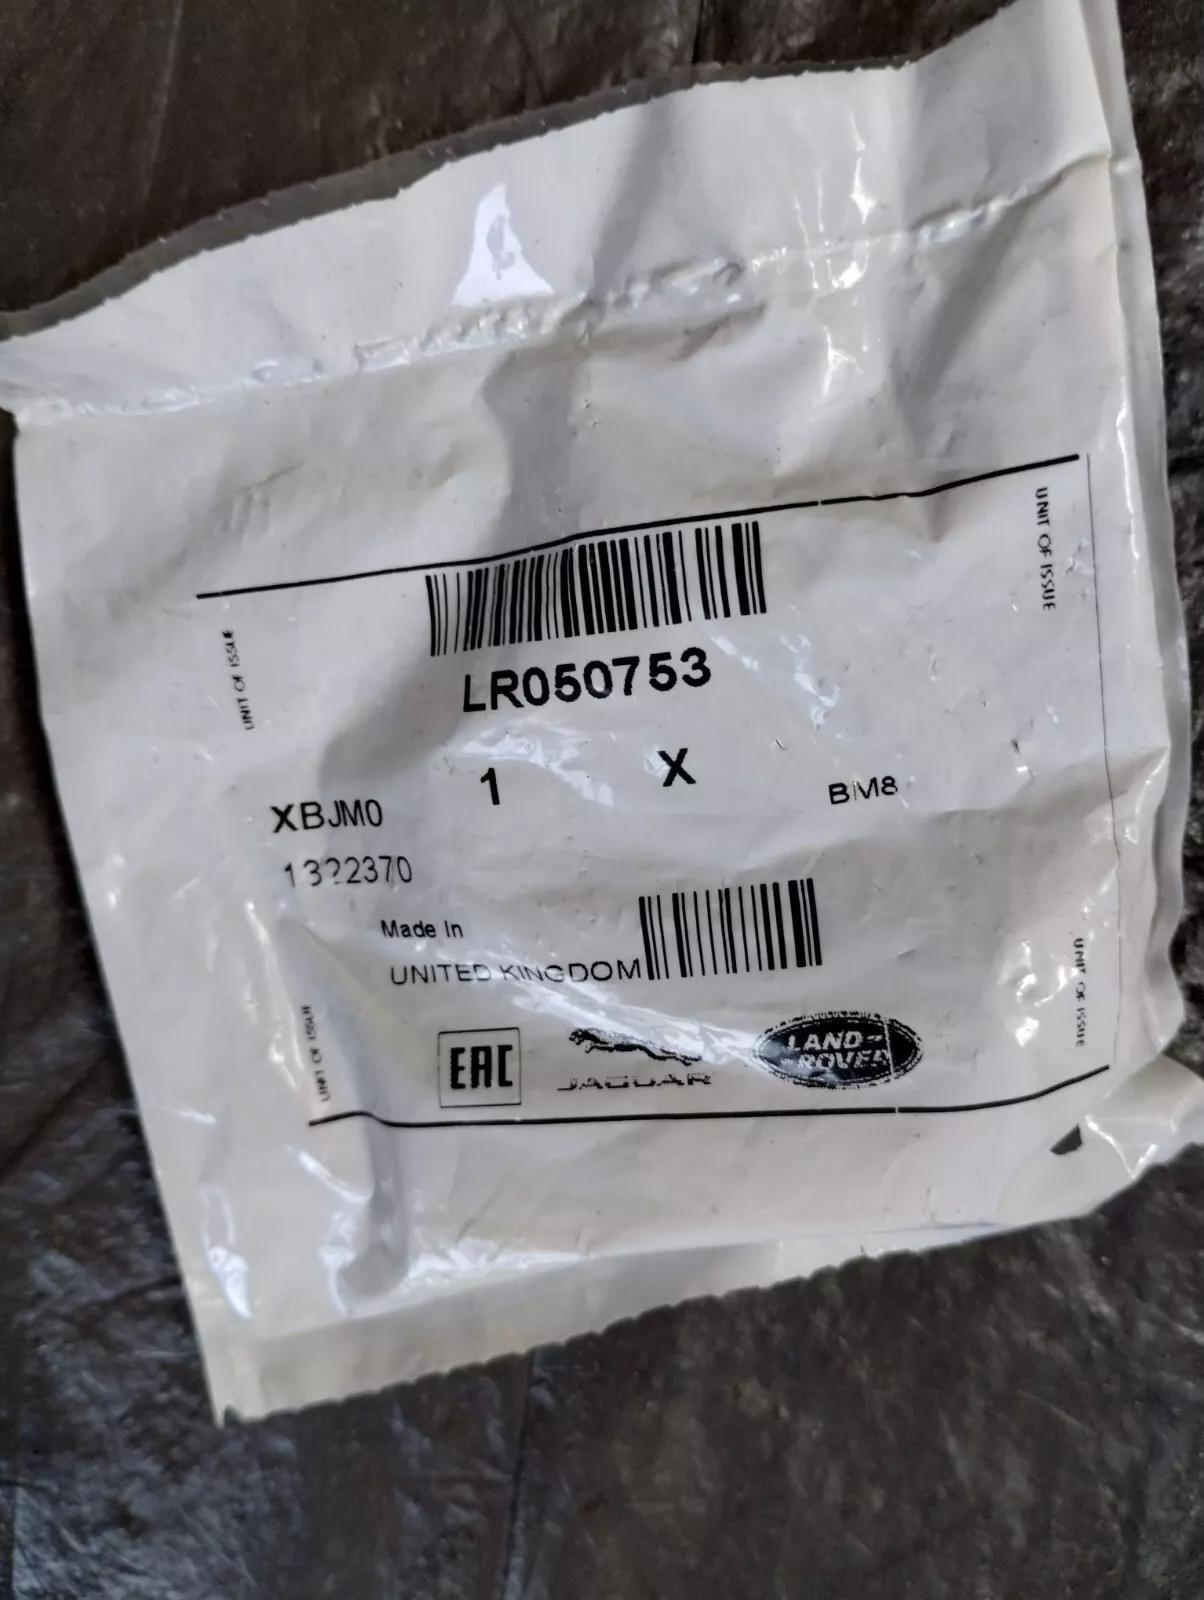 UNIT OF ISSUE
UNIT OF ISSUE
LR050753
1 X
XBJM0 BM8
1322370
Made In
UNITED KINGDOM
UNIT OF ISSUE
UNIT OF ISSUE
EAC
JAGUAR
LAND-
-ROVER